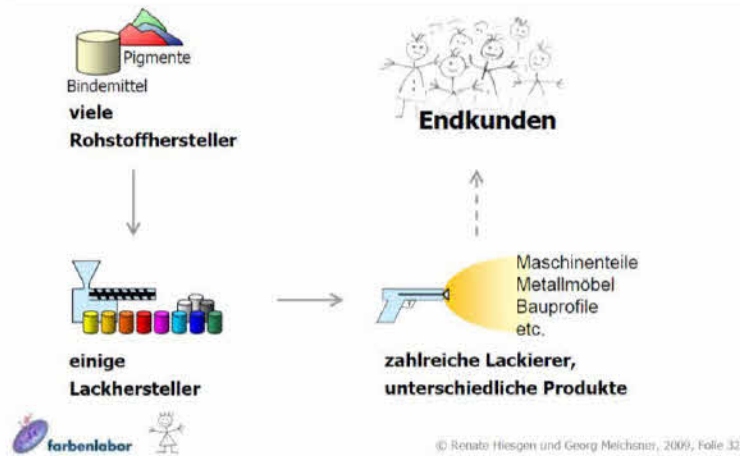 Pigmente
Bindemittel
viele
Rohstoffhersteller
Endkunden
einige
Lackhersteller
Maschinenteile
Metallmöbel
Bauprofile
etc.
zahlreiche Lackierer,
unterschiedliche Produkte
farbenlabor
© Renate Hiesgen und Georg Meichsner, 2009, Folie 32